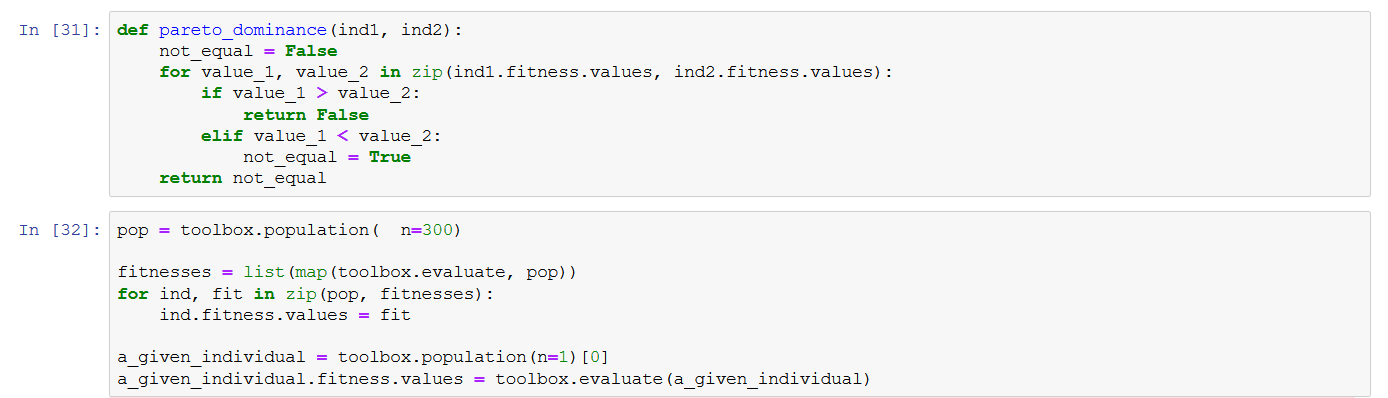 In [31]: def pareto_dominance(ind1, ind2):
    not_equal = False
    for value_1, value_2 in zip(ind1.fitness.values, ind2.fitness.values):
        if value_1 > value_2:
            return False
        elif value_1 < value_2:
            not_equal = True
    return not_equal
In [32]: pop = toolbox.population(  n=300)
fitnesses = list(map(toolbox.evaluate, pop))
for ind, fit in zip(pop, fitnesses):
    ind.fitness.values = fit
a_given_individual = toolbox.population(n=1)[0]
a_given_individual.fitness.values = toolbox.evaluate(a_given_individual)